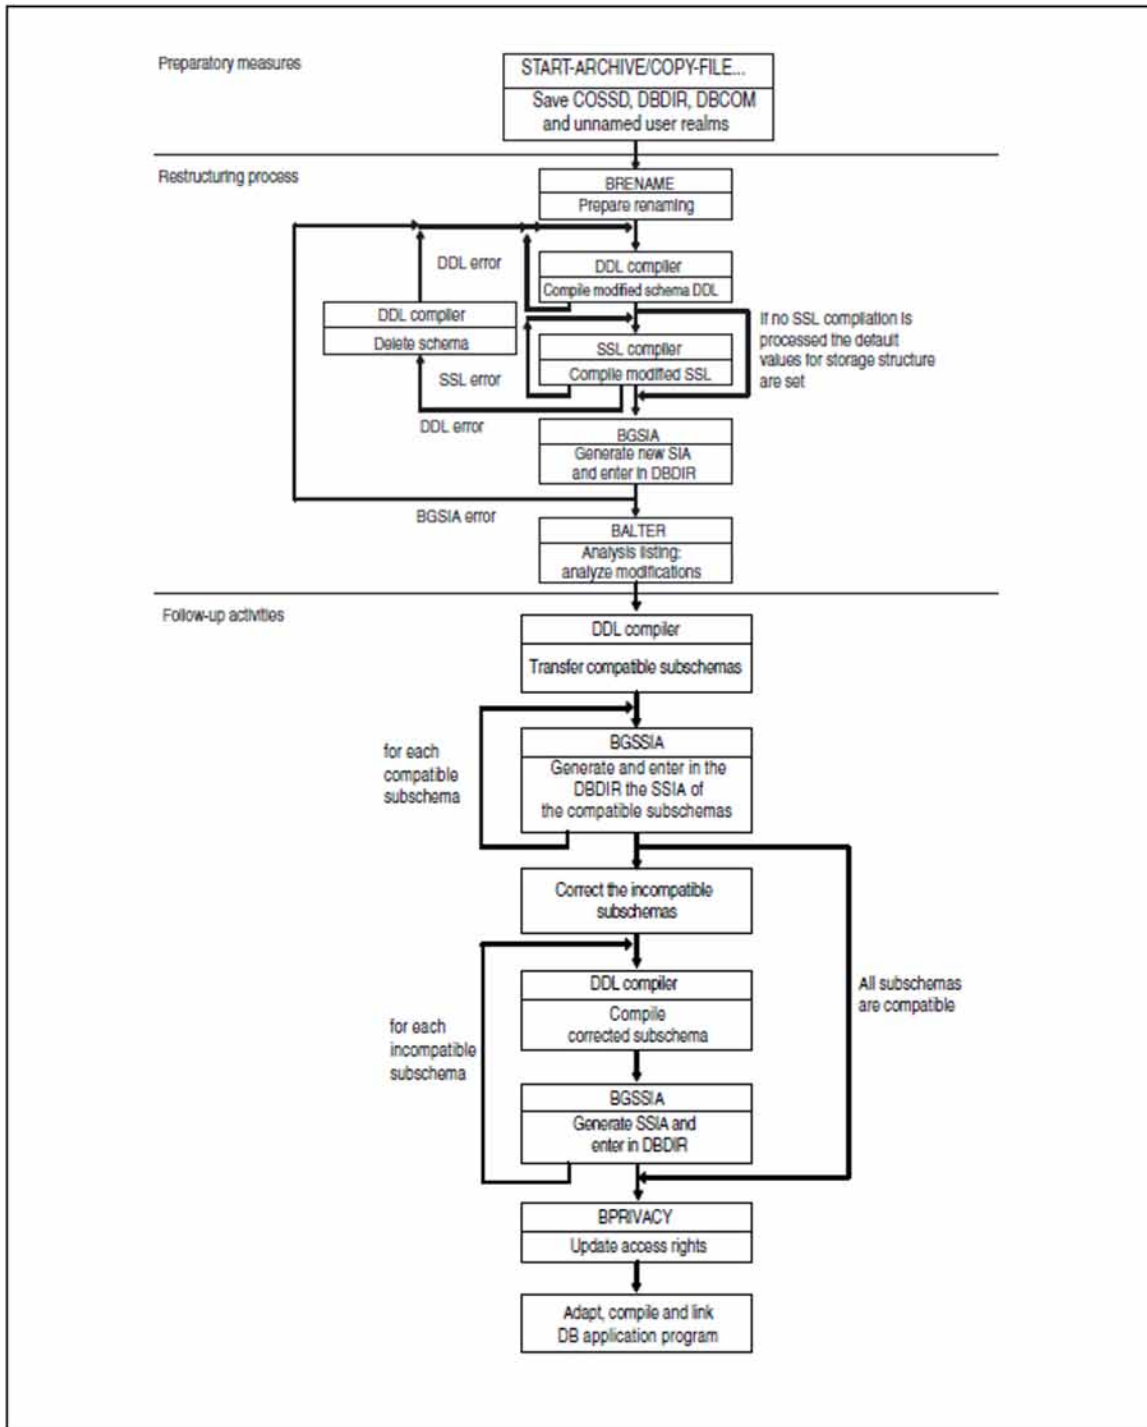 Preparatory measures
START-ARCHIVE/COPY-FILE...
Save COSSD, DBDIR, DBCOM
and unnamed user realms
Restructuring process
BRENAME
Prepare renaming
DDL error
DDL compiler
Compile modified schema DDL
DDL compiler
Delete schema
If no SSL compilation is
processed the default
values for storage structure
are set
SSL compiler
Compile modified SSL
SSL error
DDL error
BGSIA
Generate new SIA
and enter in DBDIR
BGSIA error
BALTER
Analysis listing:
analyze modifications
Follow-up activities
DDL compiler
Transfer compatible subschemas
for each
compatible
subschema
BGSSIA
Generate and enter in the
DBDIR the SSIA of
the compatible subschemas
Correct the incompatible
subschemas
All subschemas
are compatible
DDL compiler
Compile
corrected subschema
for each
incompatible
subschema
BGSSIA
Generate SSIA and
enter in DBDIR
BPRIVACY
Update access rights
Adapt, compile and link
DB application program